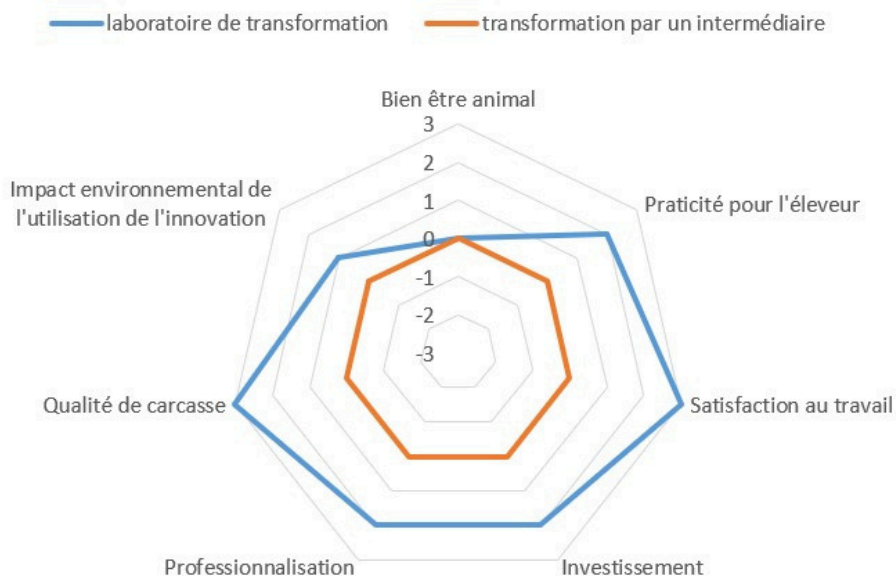 laboratoire de transformation
transformation par un intermédiaire
Bien être animal
3
2
1
0
-1
-2
-3
Impact environnemental de
l'utilisation de l'innovation
Praticité pour l'éleveur
Qualité de carcasse
Satisfaction au travail
Professionnalisation
Investissement